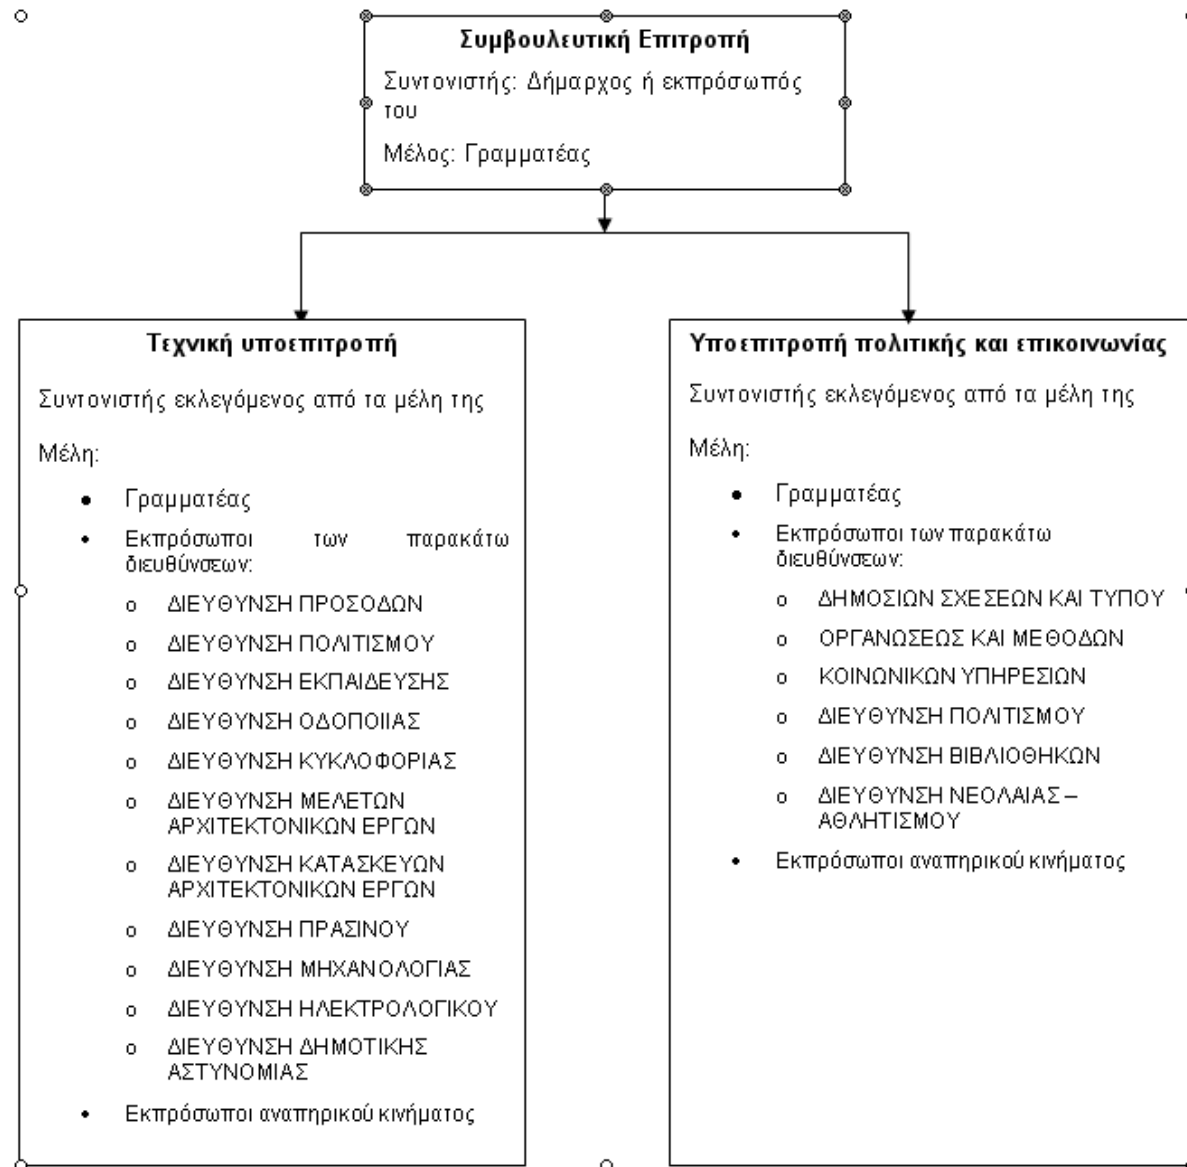 Συμβουλευτική Επιτροπή
Συντονιστής: Δήμαρχος ή εκπρόσωπός
του
Μέλος: Γραμματέας
Τεχνική υποεπιτροπή
Συντονιστής εκλεγόμενος από τα μέλη της
Μέλη:
• Γραμματέας
• Εκπρόσωποι των παρακάτω
διευθύνσεων:
o ΔΙΕΥΘΥΝΣΗ ΠΡΟΣΟΔΩΝ
o ΔΙΕΥΘΥΝΣΗ ΠΟΛΙΤΙΣΜΟΥ
o ΔΙΕΥΘΥΝΣΗ ΕΚΠΑΙΔΕΥΣΗΣ
o ΔΙΕΥΘΥΝΣΗ ΟΔΟΠΟΙΙΑΣ
o ΔΙΕΥΘΥΝΣΗ ΚΥΚΛΟΦΟΡΙΑΣ
o ΔΙΕΥΘΥΝΣΗ ΜΕΛΕΤΩΝ
ΑΡΧΙΤΕΚΤΟΝΙΚΩΝ ΕΡΓΩΝ
o ΔΙΕΥΘΥΝΣΗ ΚΑΤΑΣΚΕΥΩΝ
ΑΡΧΙΤΕΚΤΟΝΙΚΩΝ ΕΡΓΩΝ
o ΔΙΕΥΘΥΝΣΗ ΠΡΑΣΙΝΟΥ
o ΔΙΕΥΘΥΝΣΗ ΜΗΧΑΝΟΛΟΓΙΑΣ
o ΔΙΕΥΘΥΝΣΗ ΗΛΕΚΤΡΟΛΟΓΙΚΟΥ
o ΔΙΕΥΘΥΝΣΗ ΔΗΜΟΤΙΚΗΣ
ΑΣΤΥΝΟΜΙΑΣ
• Εκπρόσωποι αναπηρικού κινήματος
Υποεπιτροπή πολιτικής και επικοινωνίας
Συντονιστής εκλεγόμενος από τα μέλη της
Μέλη:
• Γραμματέας
• Εκπρόσωποι των παρακάτω
διευθύνσεων:
o ΔΗΜΟΣΙΩΝ ΣΧΕΣΕΩΝ ΚΑΙ ΤΥΠΟΥ
o ΟΡΓΑΝΩΣΕΩΣ ΚΑΙ ΜΕΘΟΔΩΝ
o ΚΟΙΝΩΝΙΚΩΝ ΥΠΗΡΕΣΙΩΝ
o ΔΙΕΥΘΥΝΣΗ ΠΟΛΙΤΙΣΜΟΥ
o ΔΙΕΥΘΥΝΣΗ ΒΙΒΛΙΟΘΗΚΩΝ
o ΔΙΕΥΘΥΝΣΗ ΝΕΟΛΑΙΑΣ –
ΑΘΛΗΤΙΣΜΟΥ
• Εκπρόσωποι αναπηρικού κινήματος